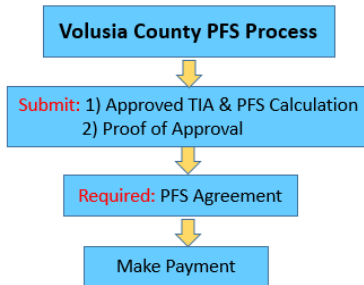 Volusia County PFS Process
Submit: 1) Approved TIA & PFS Calculation
2) Proof of Approval
Required: PFS Agreement
Make Payment